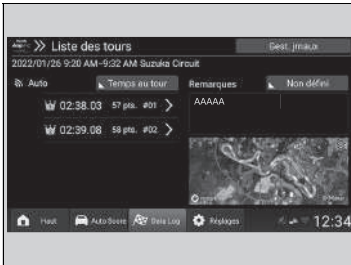 Liste des tours
Gest. jrnaux
2022/01/26 9:20 AM–9:32 AM Suzuka Circuit
Auto
Temps au tour
Remarques
Non défini
02:38.03 57 pts. #01
AAAAA
02:39.08 58 pts. #02
Haut
Auto Score
Data Log
Réglages
12:34